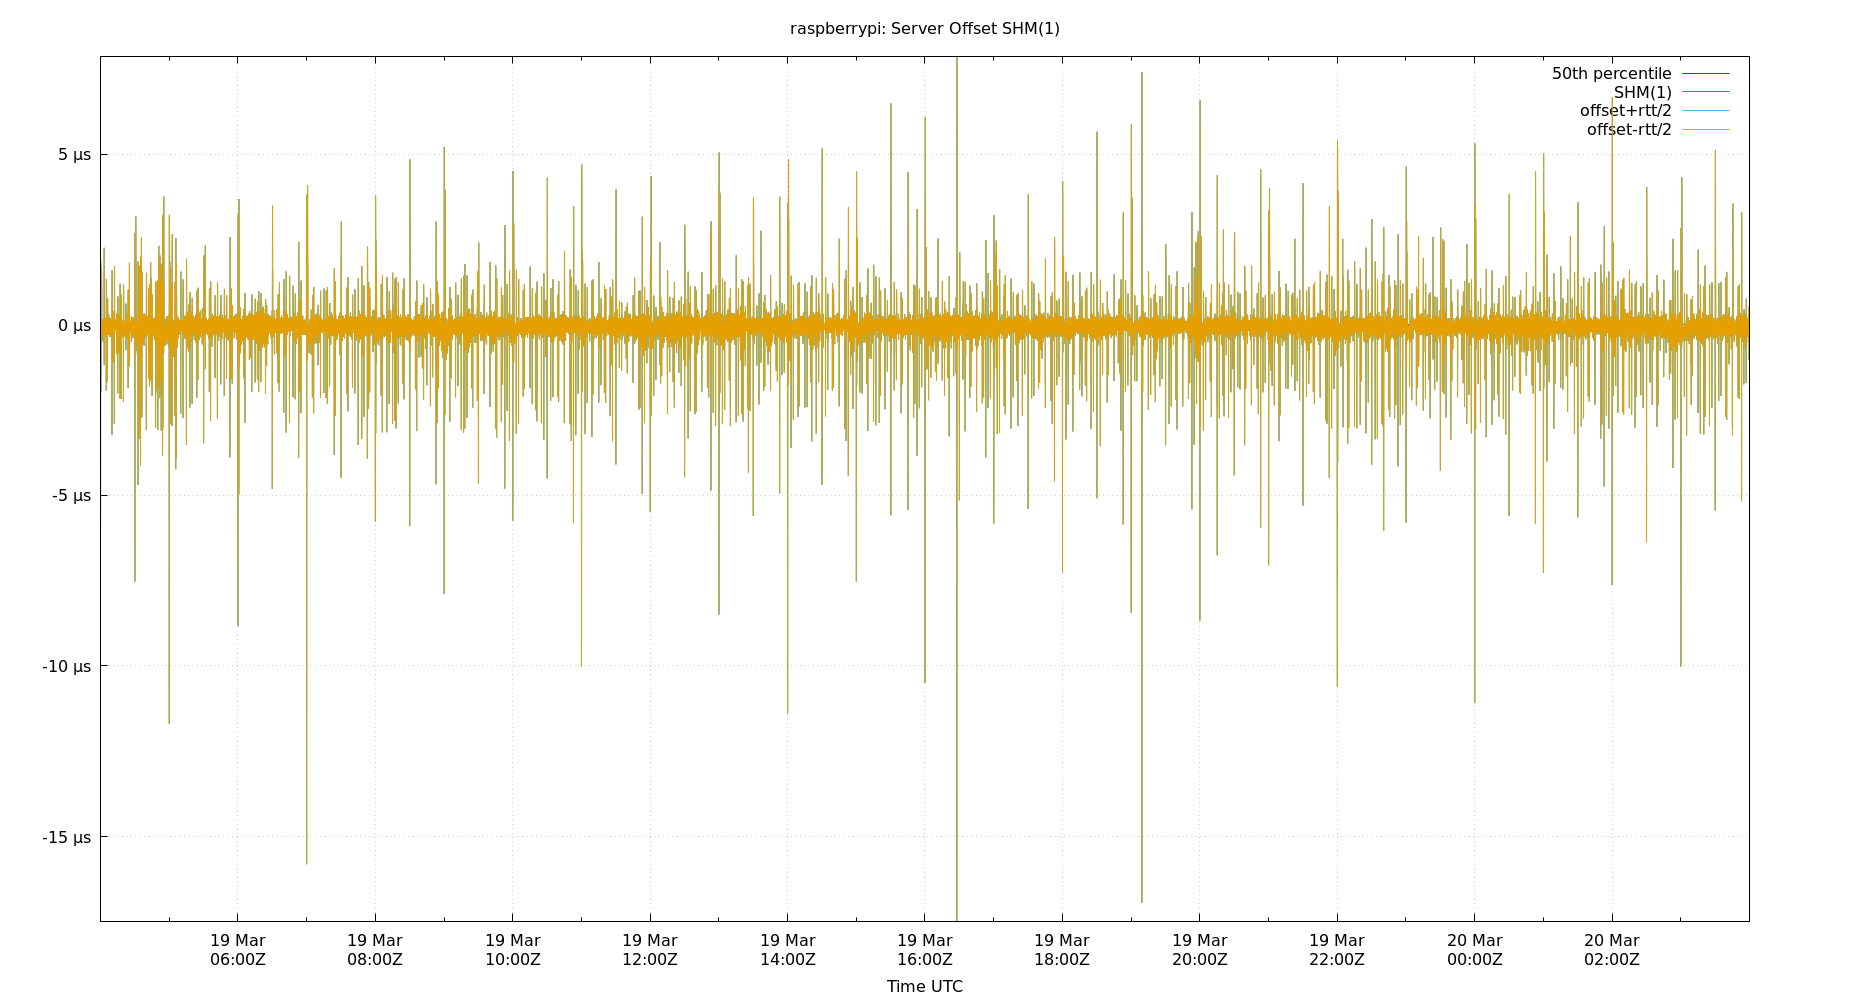 raspberrypi: Server Offset SHM(1)
50th percentile
SHM(1)
offset+rtt/2
offset-rtt/2
5 µs
0 µs
-5 µs
-10 µs
-15 µs
19 Mar 19 Mar 19 Mar 19 Mar 19 Mar 19 Mar 19 Mar 19 Mar 19 Mar 20 Mar 20 Mar
06:00Z 08:00Z 10:00Z 12:00Z 14:00Z 16:00Z 18:00Z 20:00Z 22:00Z 00:00Z 02:00Z
Time UTC